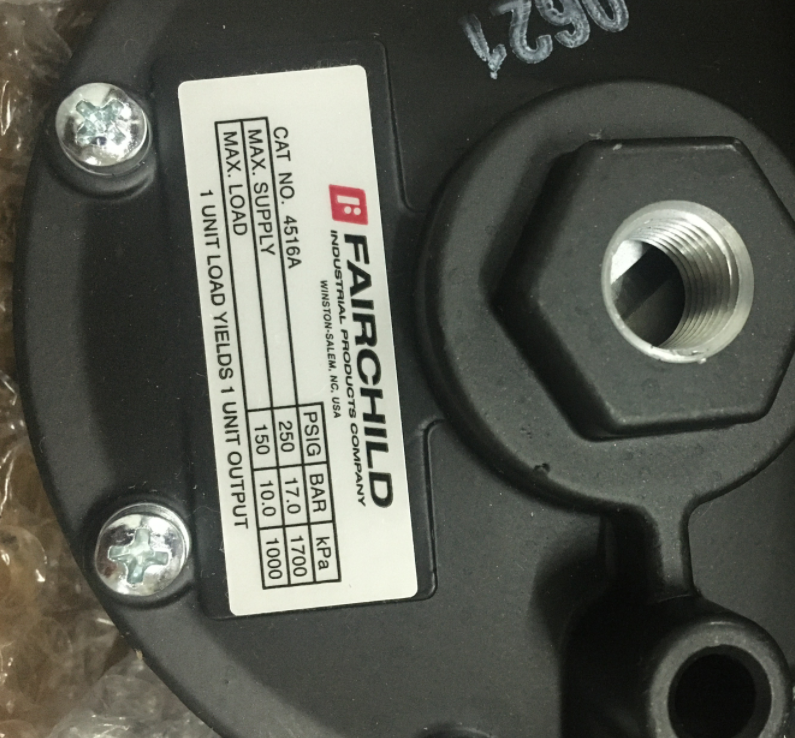 0621
FAIRCHILD
INDUSTRIAL PRODUCTS COMPANY
WINSTON-SALEM, NC, USA
CAT NO. 4516A PSIG BAR kPa
MAX. SUPPLY 250 17.0 1700
MAX. LOAD 150 10.0 1000
1 UNIT LOAD YIELDS 1 UNIT OUTPUT